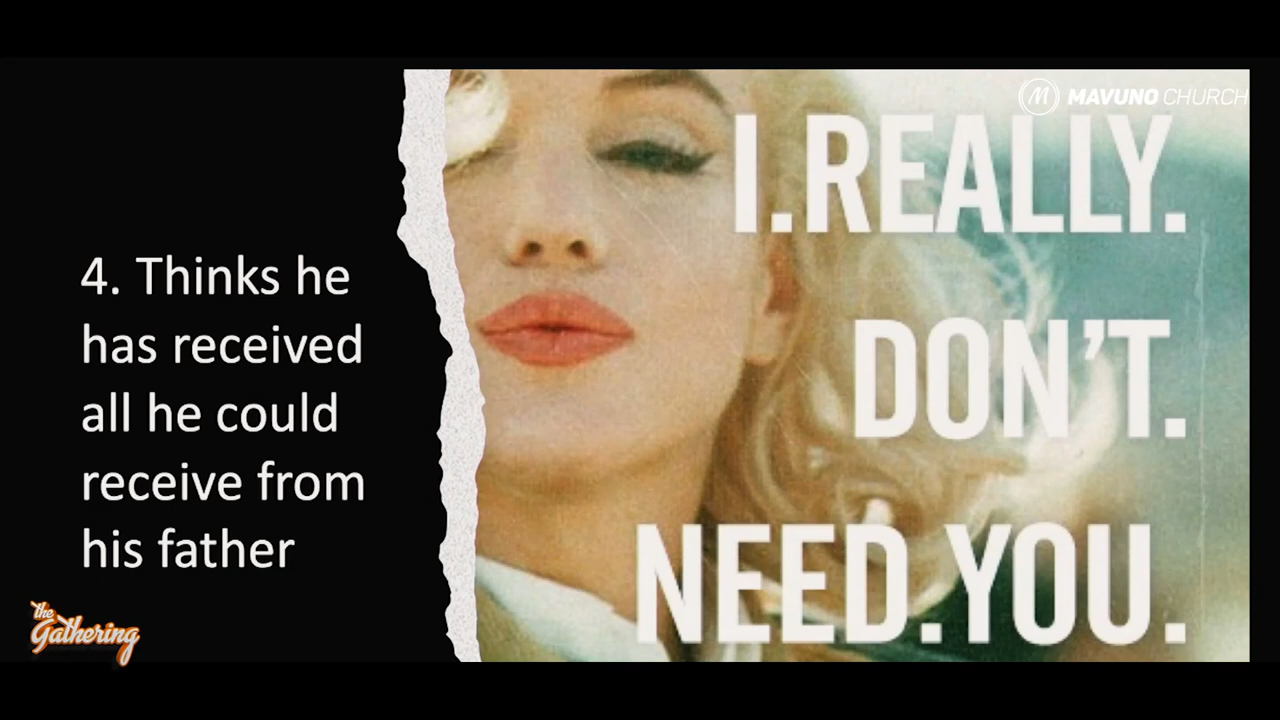 MAVUNO CHURCH
I.REALLY.
DON'T.
NEED.YOU.
4. Thinks he
has received
all he could
receive from
his father
the
Gathering